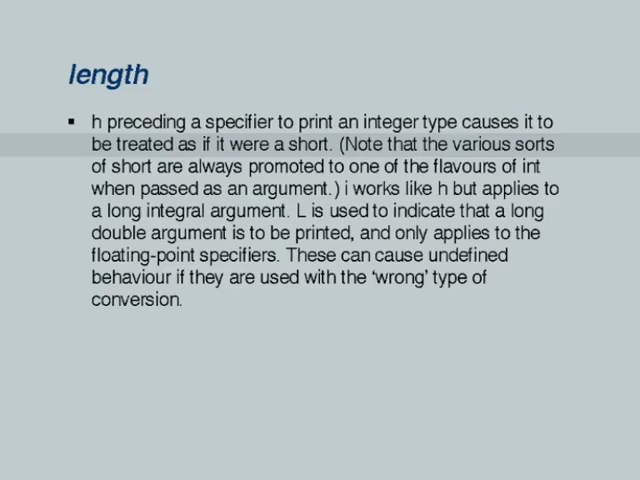 length
▪ h preceding a specifier to print an integer type causes it to
be treated as if it were a short. (Note that the various sorts
of short are always promoted to one of the flavours of int
when passed as an argument.) i works like h but applies to
a long integral argument. L is used to indicate that a long
double argument is to be printed, and only applies to the
floating-point specifiers. These can cause undefined
behaviour if they are used with the ‘wrong’ type of
conversion.